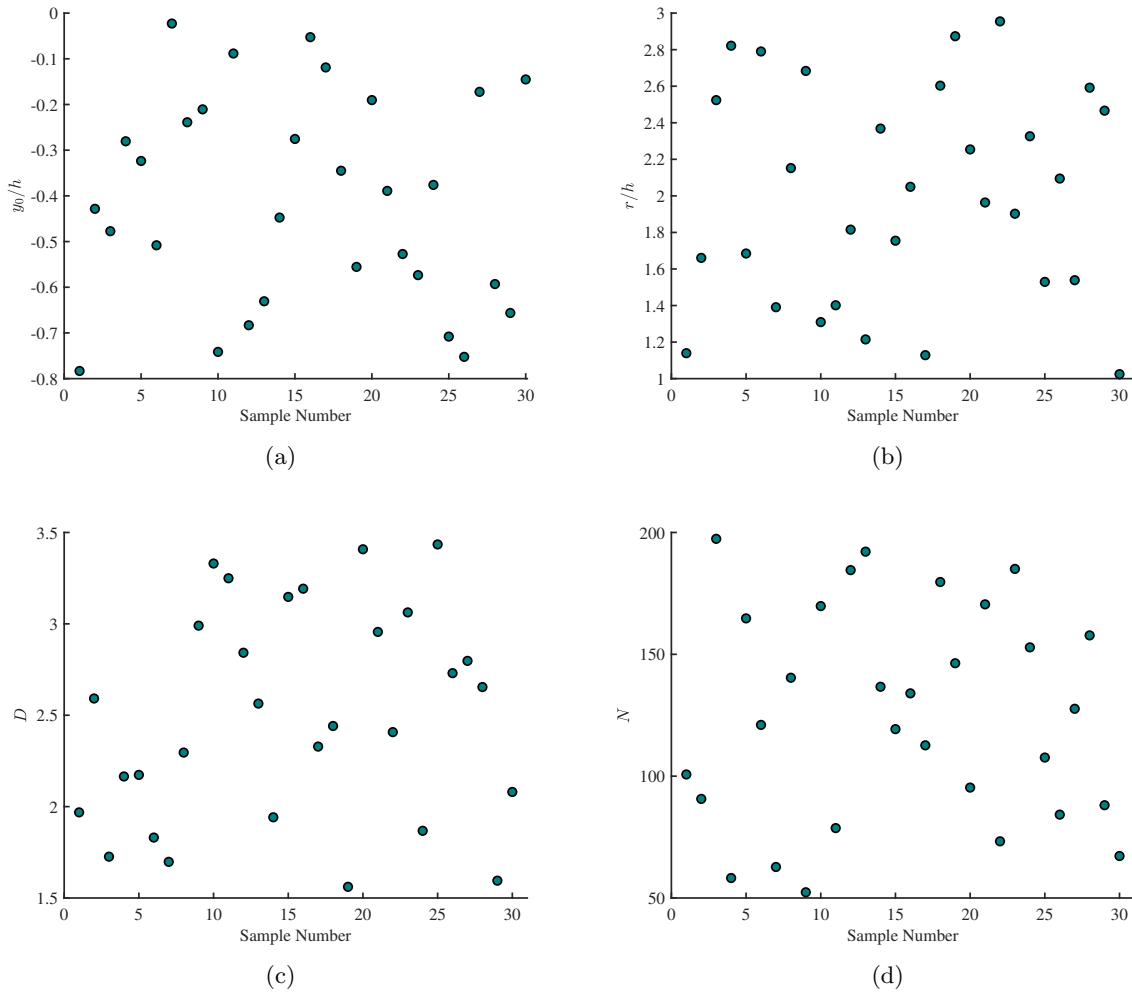 0
-0.1
-0.2
-0.3
-0.4
-0.5
-0.6
-0.7
-0.8
y₀/h
0 5 10 15 20 25 30
Sample Number
(a)
3
2.8
2.6
2.4
2.2
2
1.8
1.6
1.4
1.2
1
r/h
0 5 10 15 20 25 30
Sample Number
(b)
3.5
3
2.5
2
1.5
D
0 5 10 15 20 25 30
Sample Number
(c)
200
150
100
50
N
0 5 10 15 20 25 30
Sample Number
(d)